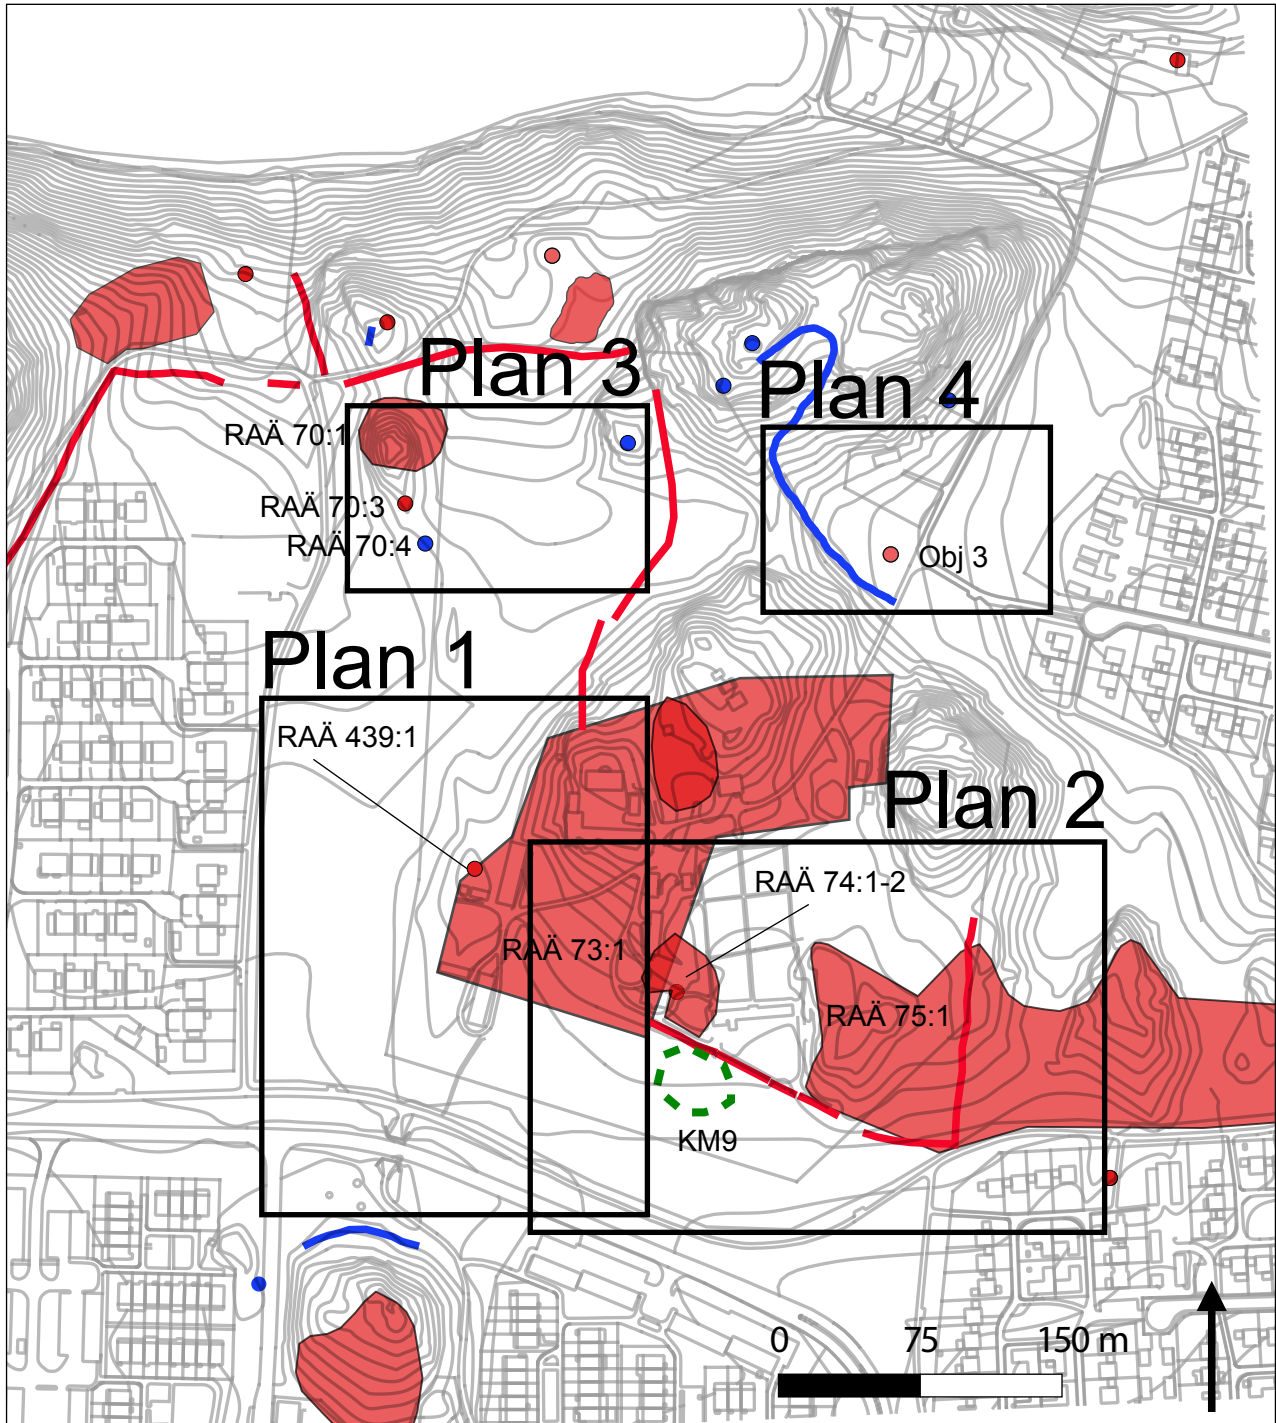 Plan 3
Plan 4
RAÄ 70:1
RAÄ 70:3
RAÄ 70:4
Obj 3
Plan 1
RAÄ 439:1
Plan 2
RAÄ 74:1-2
RAÄ 73:1
RAÄ 75:1
KM9
0 75 150 m